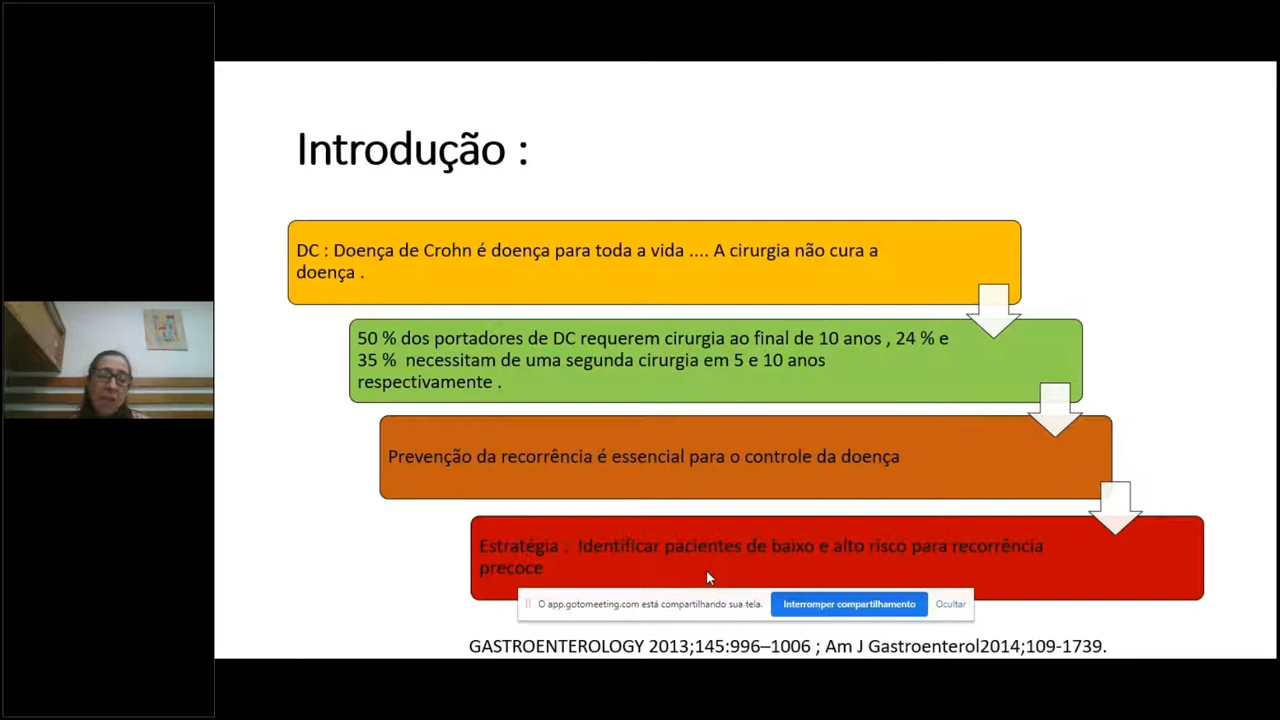 Introdução :
DC : Doença de Crohn é doença para toda a vida .... A cirurgia não cura a
doença .
50 % dos portadores de DC requerem cirurgia ao final de 10 anos , 24 % e
35 % necessitam de uma segunda cirurgia em 5 e 10 anos
respectivamente .
Prevenção da recorrência é essencial para o controle da doença
Estratégia : Identificar pacientes de baixo e alto risco para recorrência
precoce
O app.gotomeeting.com está compartilhando sua tela. Interromper compartilhamento Ocultar
GASTROENTEROLOGY 2013;145:996–1006 ; Am J Gastroenterol2014;109-1739.